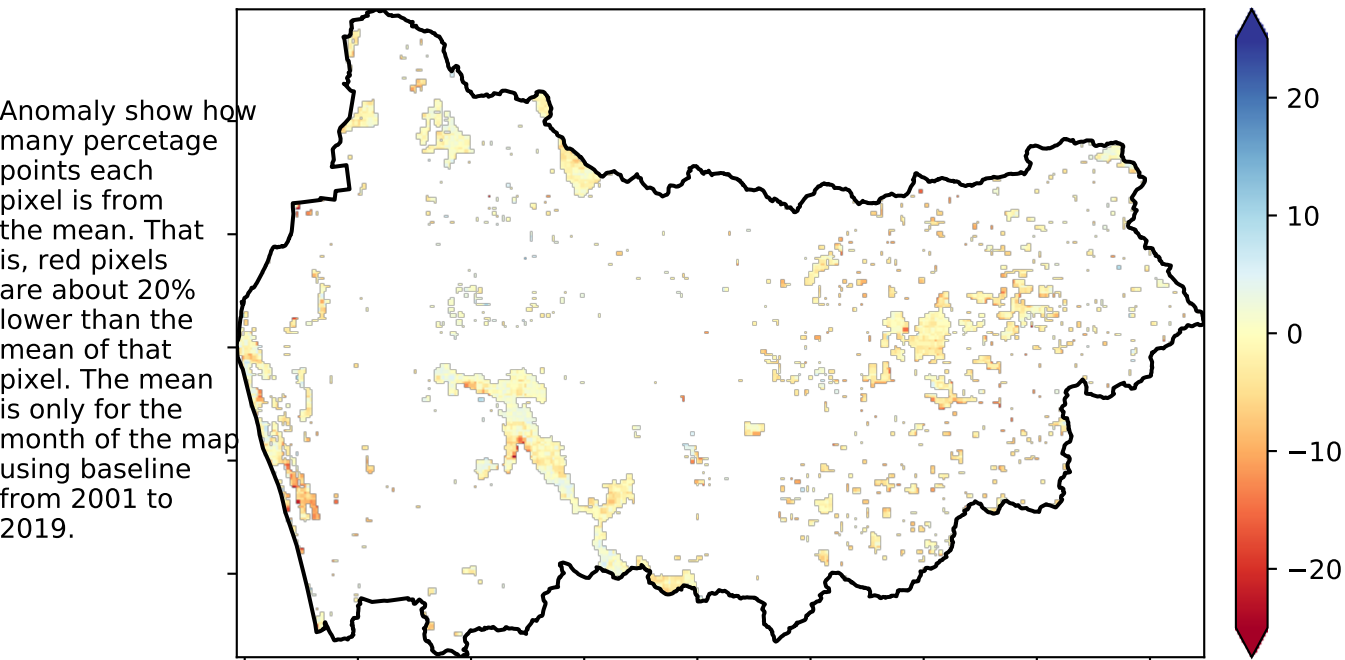 Anomaly show how
many percetage
points each
pixel is from
the mean. That
is, red pixels
are about 20%
lower than the
mean of that
pixel. The mean
is only for the
month of the map
using baseline
from 2001 to
2019.
20
10
0
−10
−20